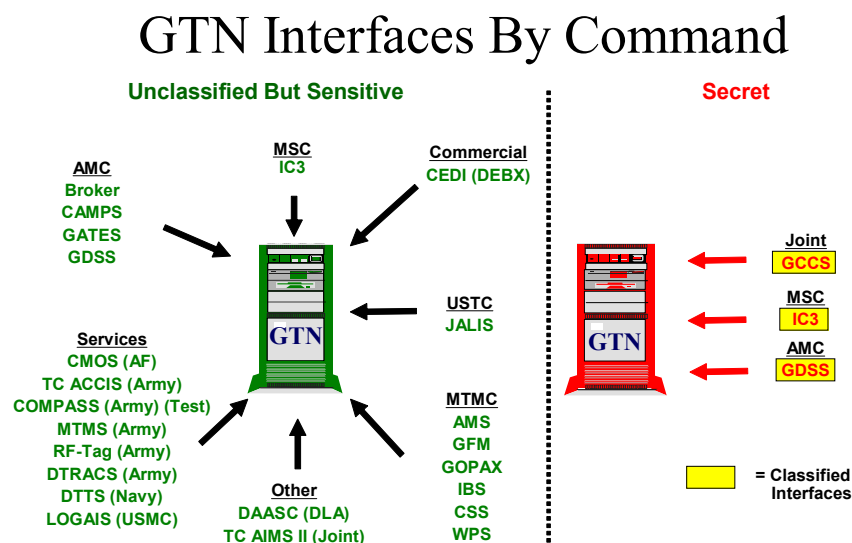 GTN Interfaces By Command
Unclassified But Sensitive
AMC
Broker
CAMPS
GATES
GDSS
MSC
IC3
Commercial
CEDI (DEBX)
USTC
JALIS
GTN
Services
CMOS (AF)
TC ACCIS (Army)
COMPASS (Army) (Test)
MTMS (Army)
RF-Tag (Army)
DTRACS (Army)
DTTS (Navy)
LOGAIS (USMC)
Other
DAASC (DLA)
TC AIMS II (Joint)
MTMC
AMS
GFM
GOPAX
IBS
CSS
WPS
Secret
GTN
Joint
GCCS
MSC
IC3
AMC
GDSS
= Classified
Interfaces